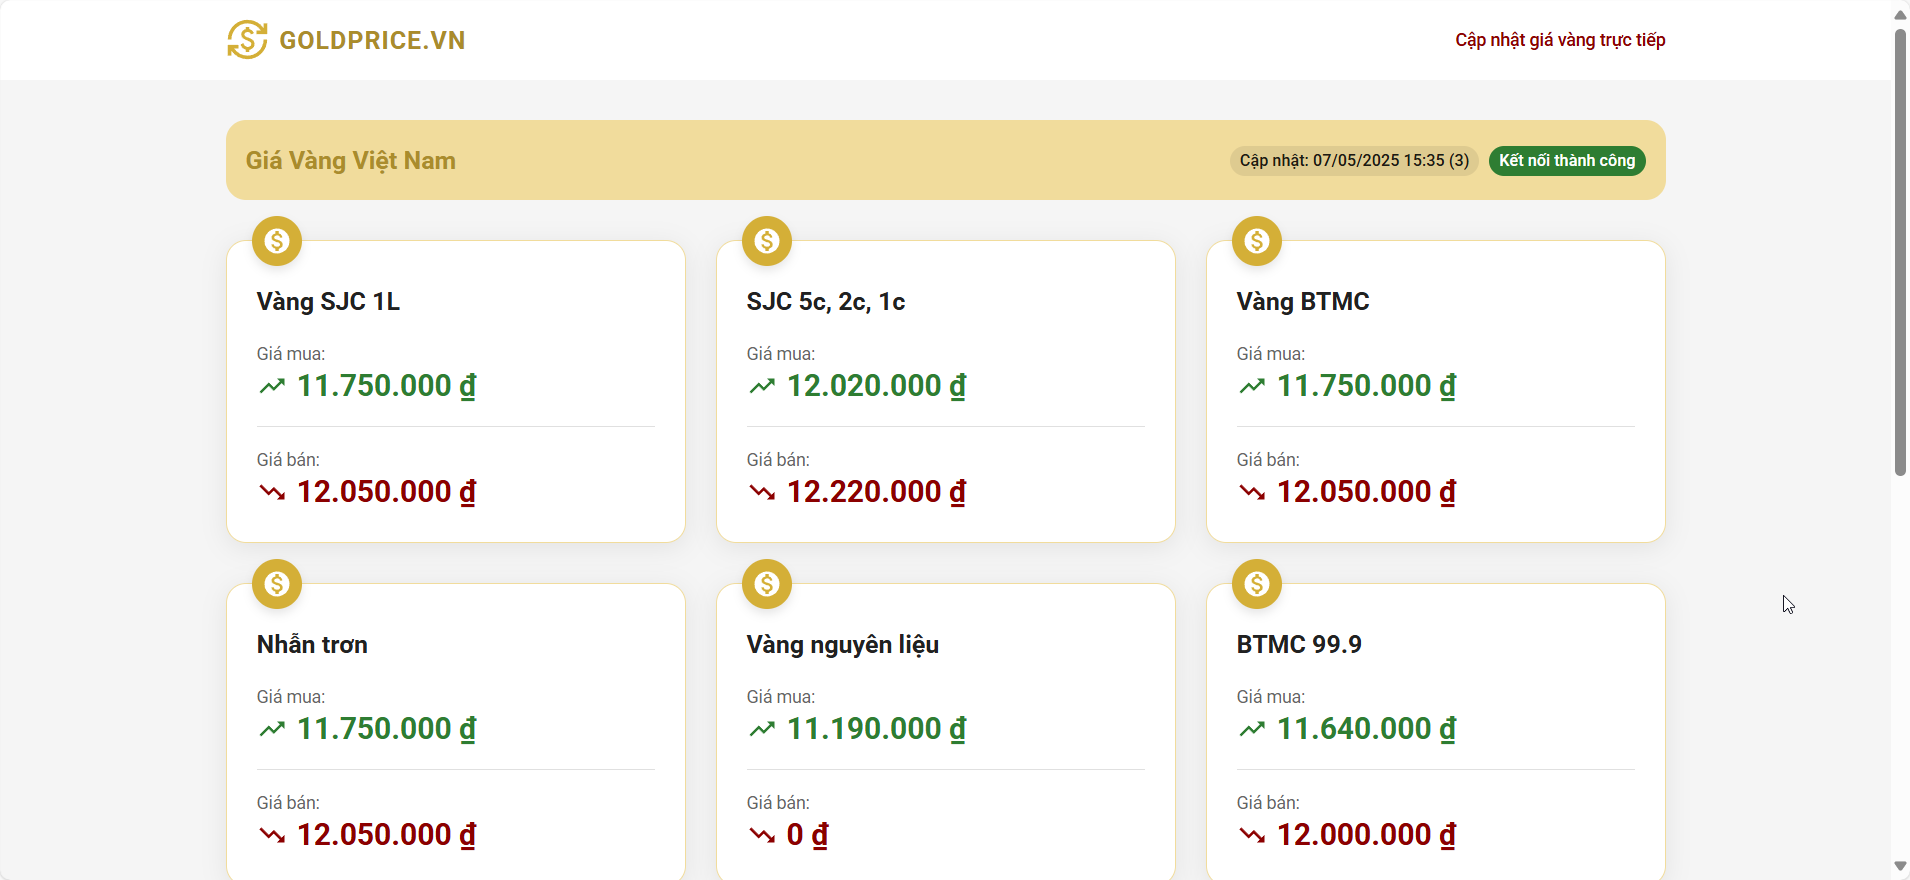 GOLDPRICE.VN
Cập nhật giá vàng trực tiếp
Giá Vàng Việt Nam
Cập nhật: 07/05/2025 15:35 (3)
Kết nối thành công
Vàng SJC 1L
Giá mua:
11.750.000 ₫
Giá bán:
12.050.000 ₫
SJC 5c, 2c, 1c
Giá mua:
12.020.000 ₫
Giá bán:
12.220.000 ₫
Vàng BTMC
Giá mua:
11.750.000 ₫
Giá bán:
12.050.000 ₫
Nhẫn trơn
Giá mua:
11.750.000 ₫
Giá bán:
12.050.000 ₫
Vàng nguyên liệu
Giá mua:
11.190.000 ₫
Giá bán:
0 ₫
BTMC 99.9
Giá mua:
11.640.000 ₫
Giá bán:
12.000.000 ₫